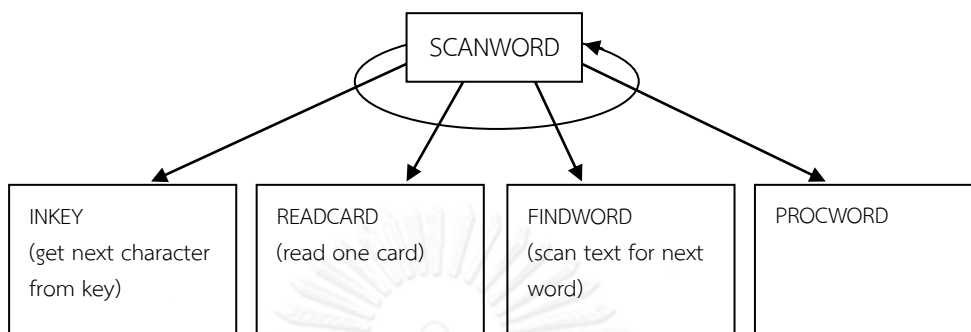 SCANWORD
INKEY
(get next character
from key)
READCARD
(read one card)
FINDWORD
(scan text for next
word)
PROCWORD